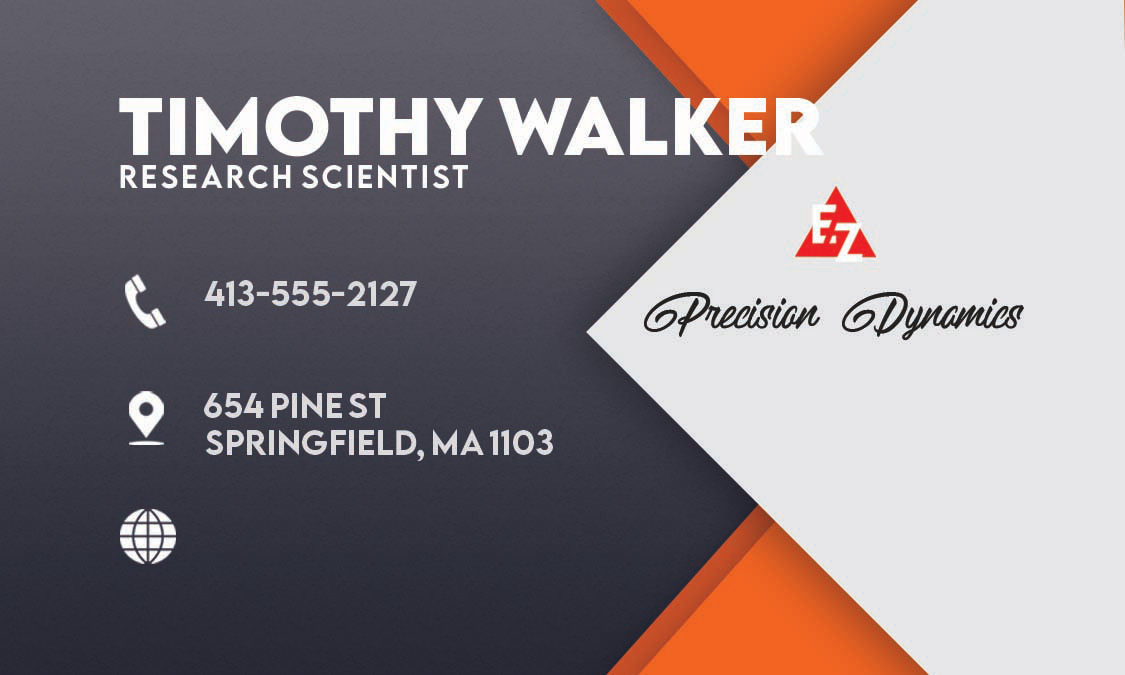 TIMOTHY WALKER
RESEARCH SCIENTIST
413-555-2127
654 PINE ST
SPRINGFIELD, MA 1103
E.Z
Precision Dynamics